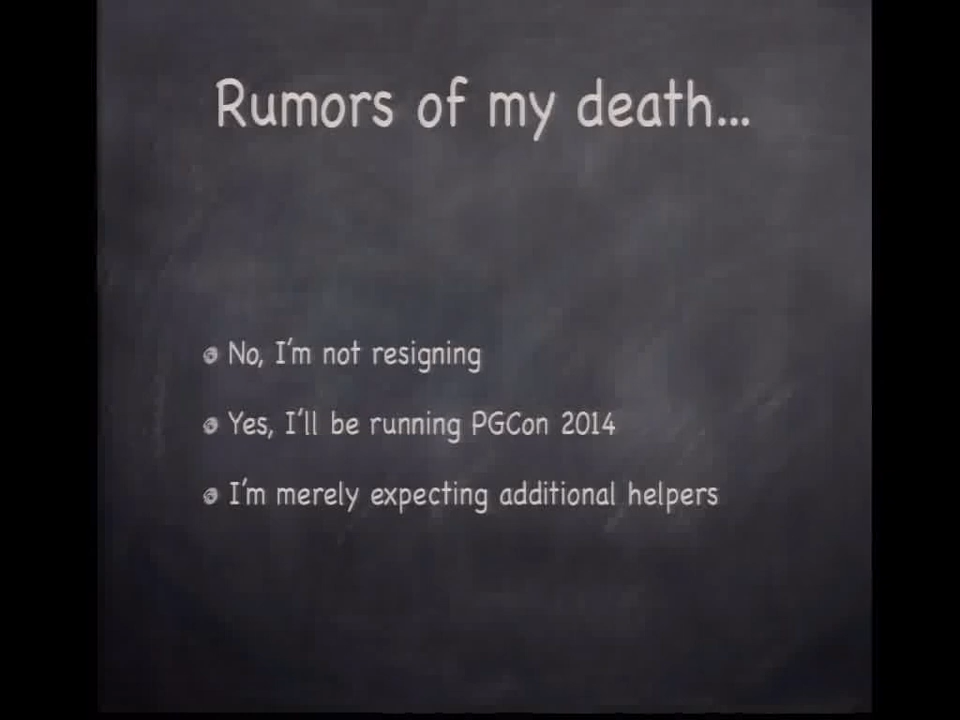 Rumors of my death...
No, I'm not resigning
Yes, I'll be running PGCon 2014
I'm merely expecting additional helpers